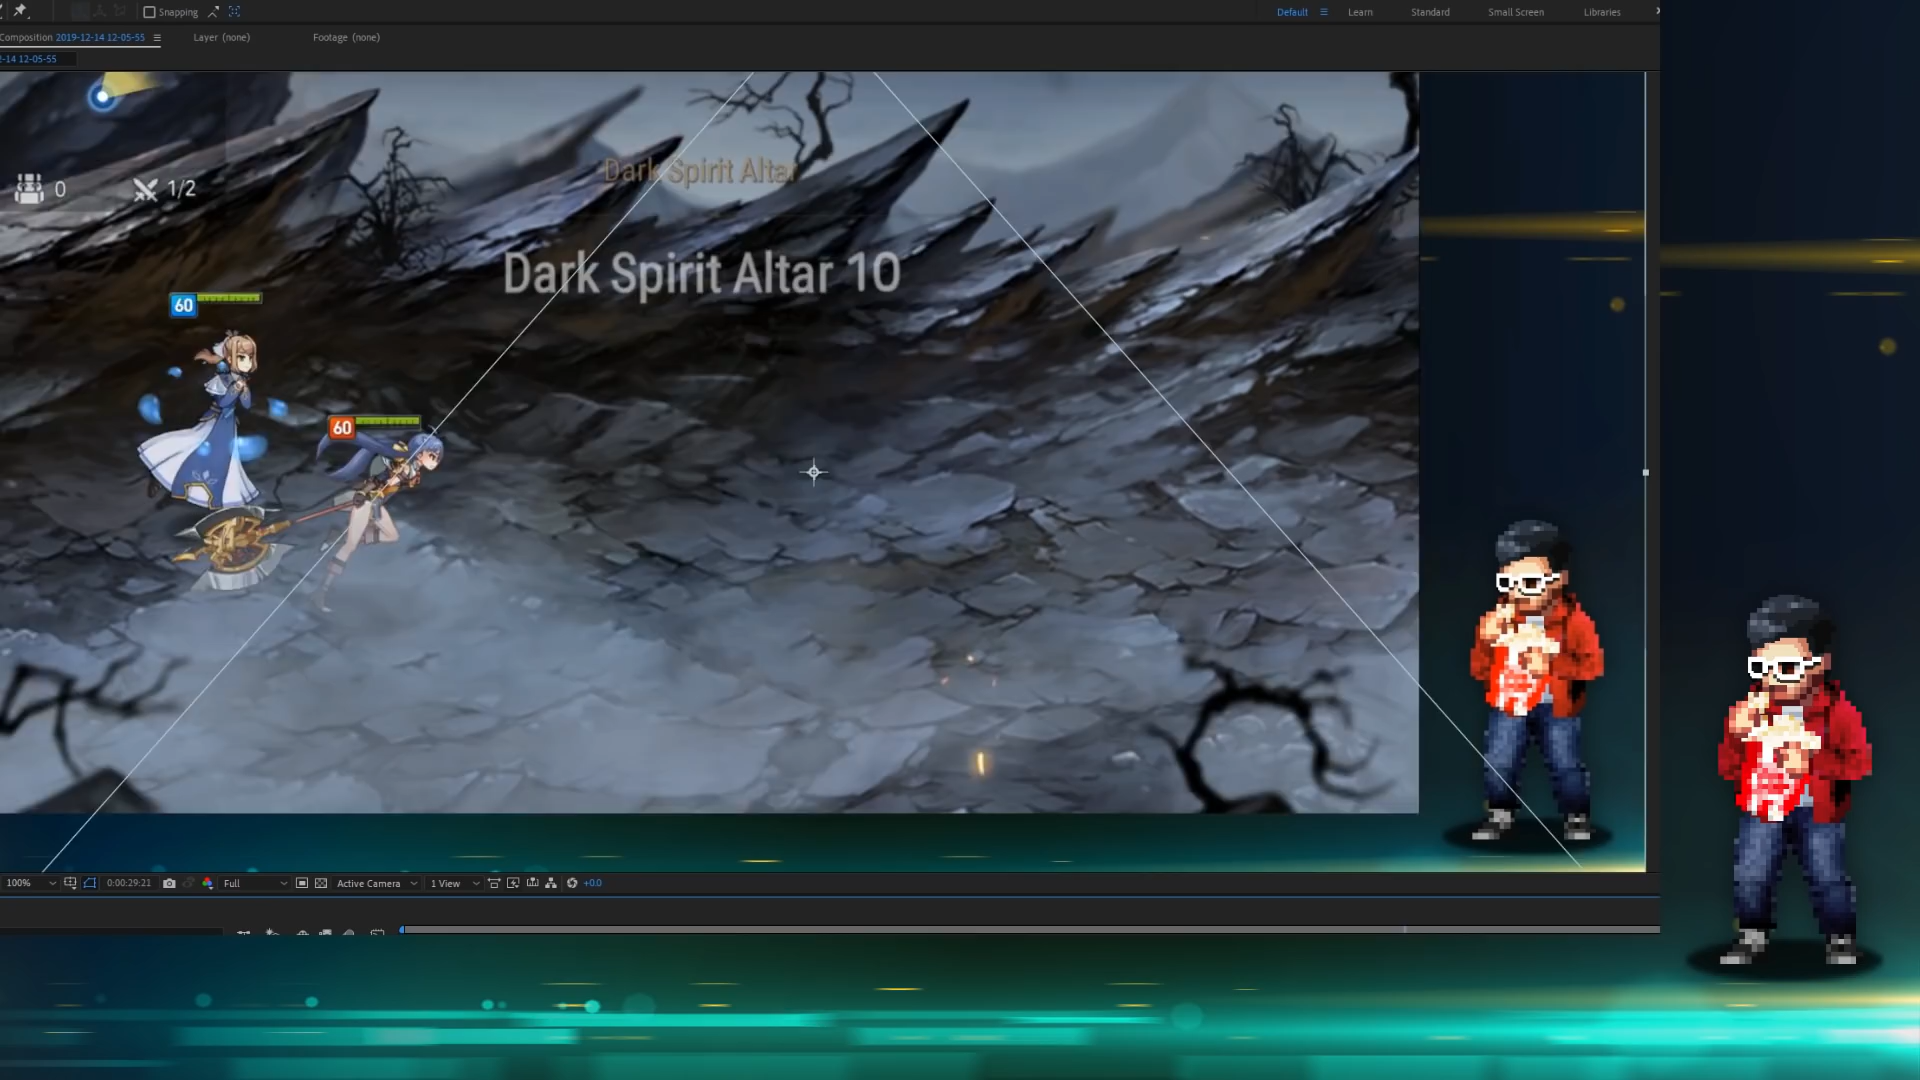 Snapping
Default
Learn
Standard
Small Screen
Libraries
Composition 2019-12-14 12-05-55
Layer (none)
Footage (none)
-14 12-05-55
0
1/2
Dark Spirit Altar
Dark Spirit Altar 10
60
60
100%
0:00:29:21
Full
Active Camera
1 View
+0.0